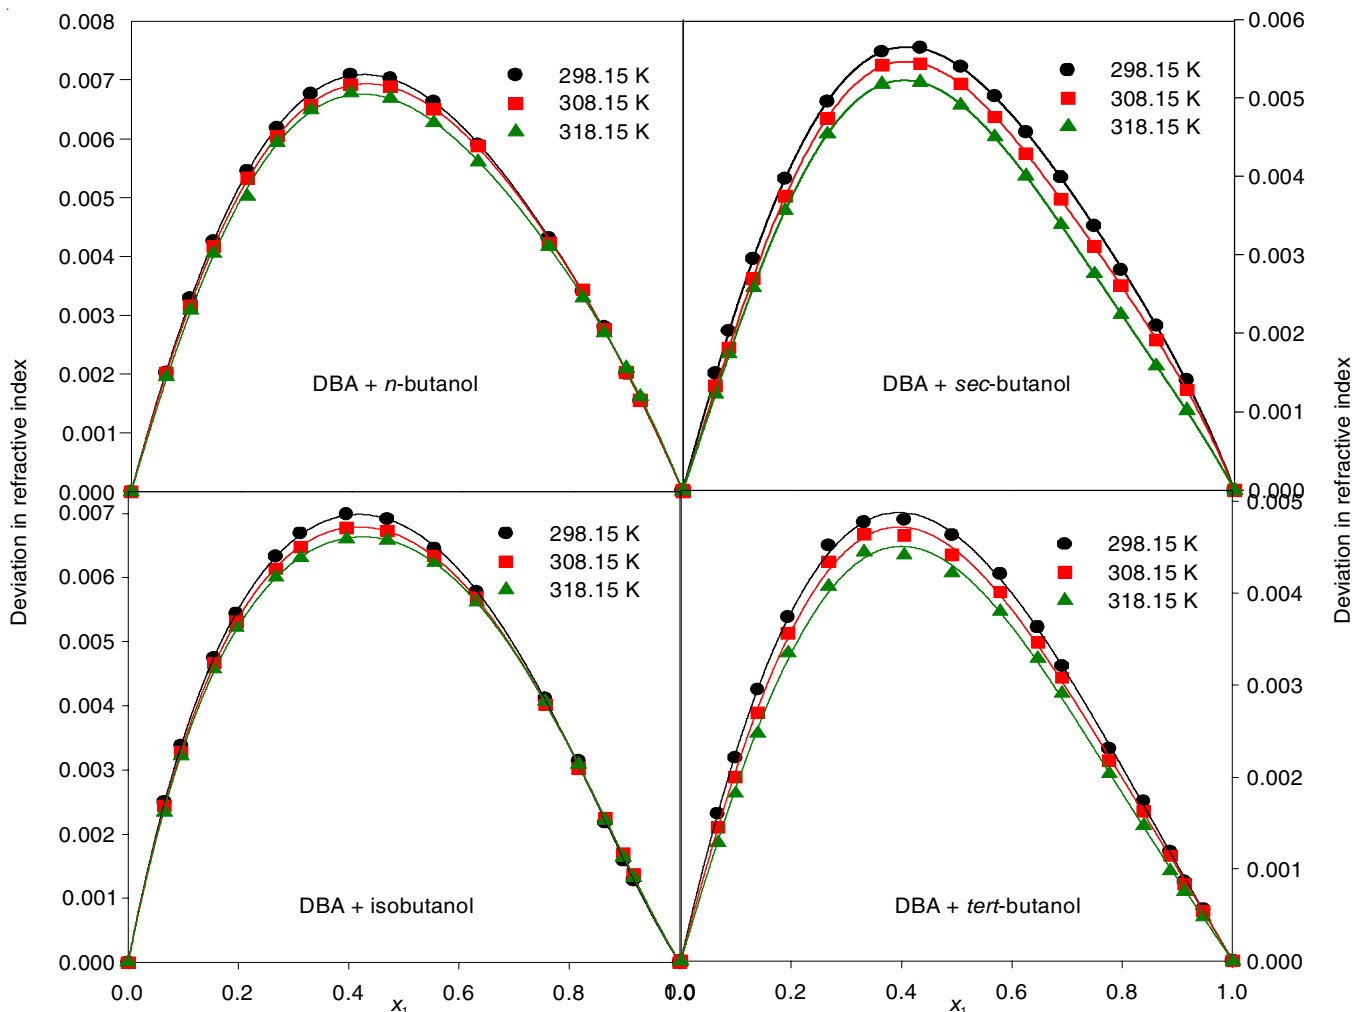 0.008
0.007
0.006
0.005
0.004
0.003
0.002
0.001
0.000
298.15 K
308.15 K
318.15 K
DBA + n-butanol
0.006
0.005
0.004
0.003
0.002
0.001
0.000
298.15 K
308.15 K
318.15 K
DBA + sec-butanol
Deviation in refractive index
Deviation in refractive index
0.007
0.006
0.005
0.004
0.003
0.002
0.001
0.000
298.15 K
308.15 K
318.15 K
DBA + isobutanol
0.005
0.004
0.003
0.002
0.001
0.000
298.15 K
308.15 K
318.15 K
DBA + tert-butanol
0.0 0.2 0.4 0.6 0.8 1.0
x1
0.0 0.2 0.4 0.6 0.8 1.0
x1